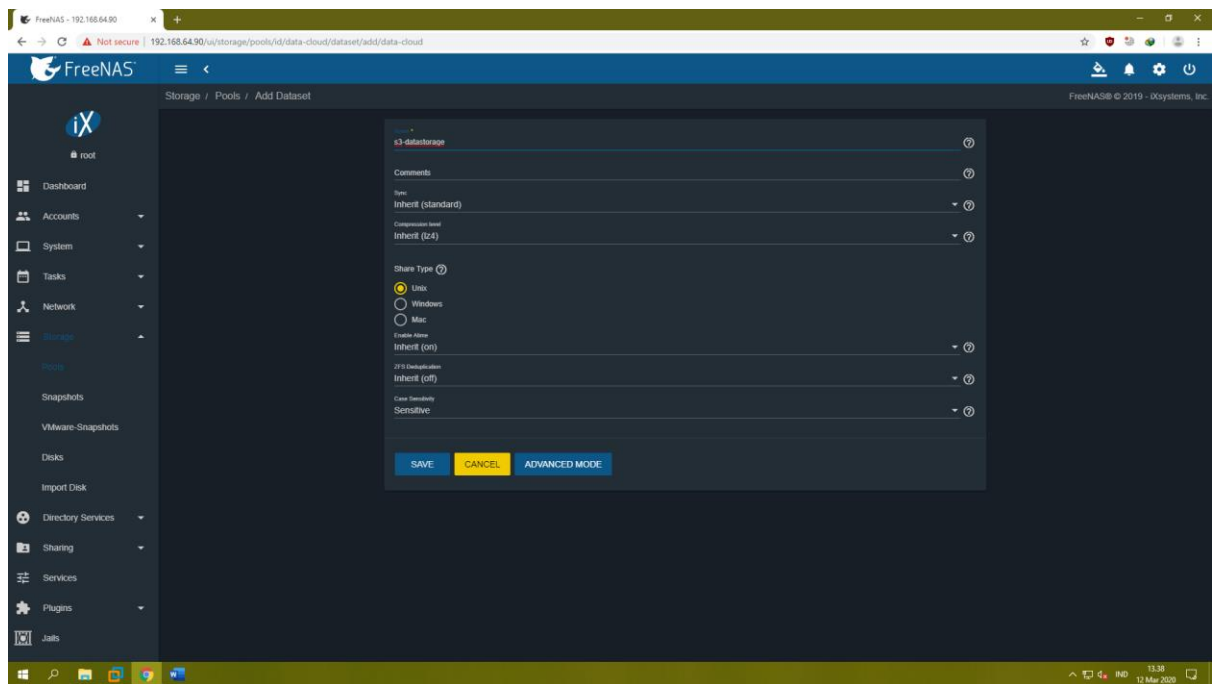 FreeNAS - 192.168.64.90
Not secure | 192.168.64.90/ui/storage/pools/id/data-cloud/dataset/add/data-cloud
FreeNAS
Storage / Pools / Add Dataset
FreeNAS® © 2019 - iXsystems, Inc.
iX
root
Dashboard
Accounts
System
Tasks
Network
Storage
Pools
Snapshots
VMware-Snapshots
Disks
Import Disk
Directory Services
Sharing
Services
Plugins
Jails
s3-datastorage
Comments
Sync
Inherit (standard)
Compression level
Inherit (lz4)
Share Type
Unix
Windows
Mac
Enable Atime
Inherit (on)
ZFS Deduplication
Inherit (off)
Case Sensitivity
Sensitive
SAVE CANCEL ADVANCED MODE
IND
13.38
12 Mar 2020